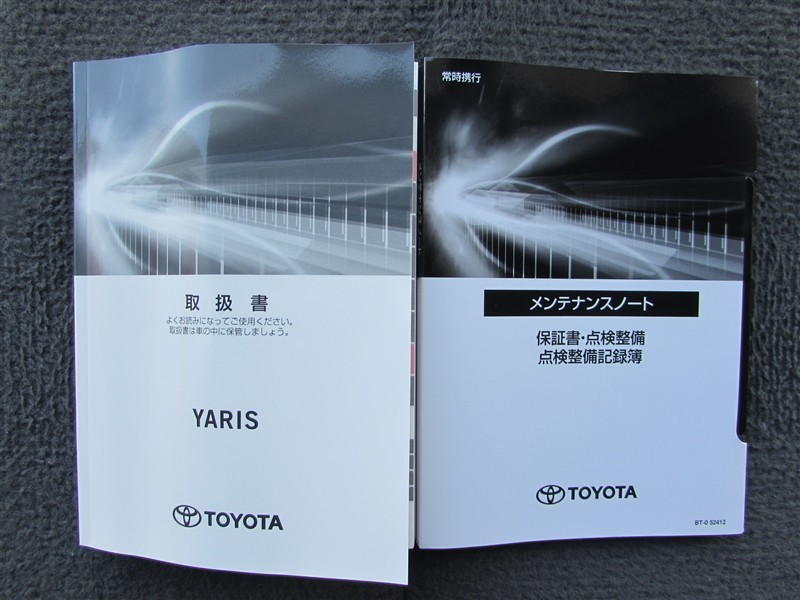 取扱書
よくお読みになってご使用ください。
取扱書は車の中に保管しましょう。
YARIS
TOYOTA
常時携行
メンテナンスノート
保証書・点検整備
点検整備記録簿
TOYOTA
BT-0 52412